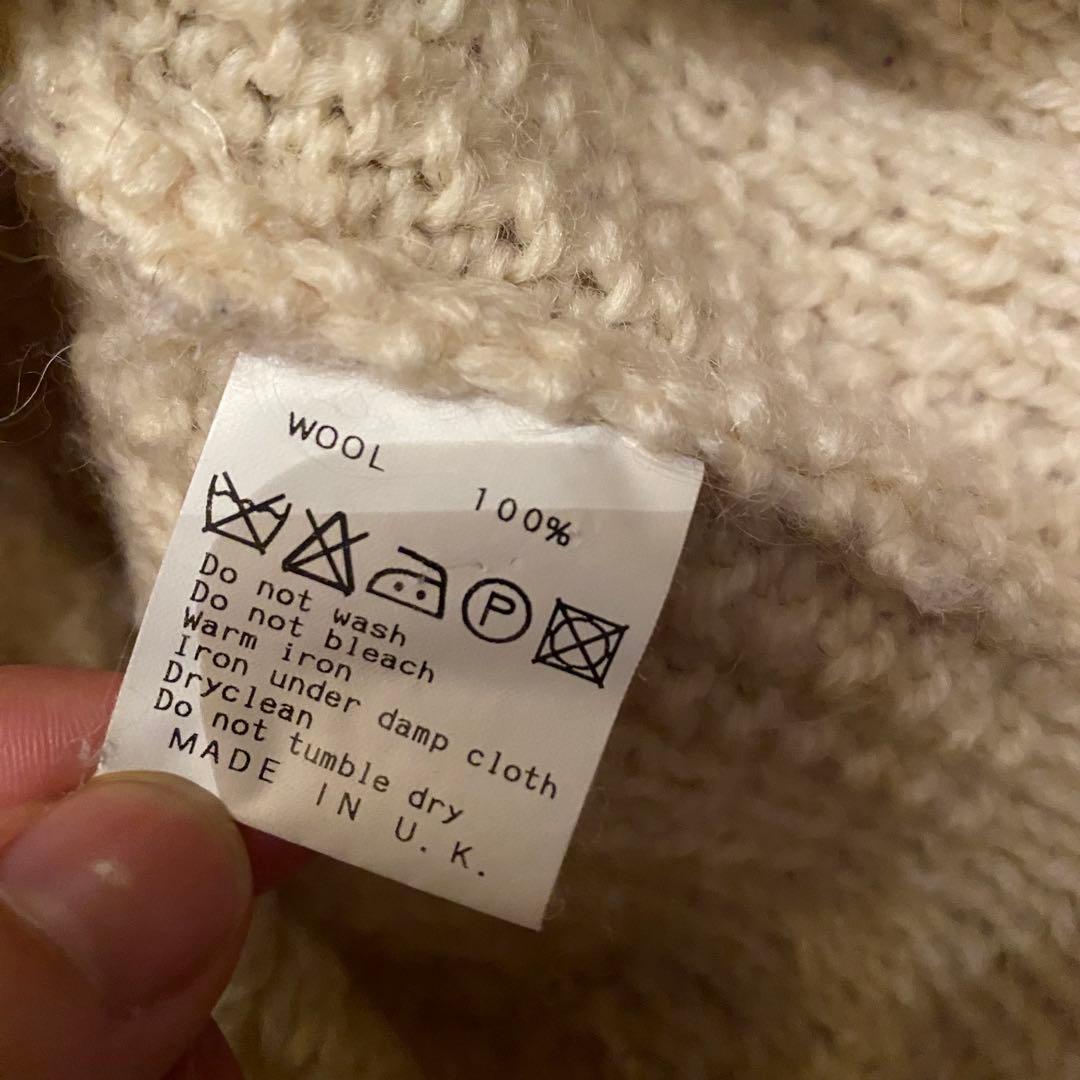 WOOL 100%
P
Do not wash
Do not bleach
Warm iron
Iron under damp cloth
Dryclean
Do not tumble dry
MADE IN U.K.